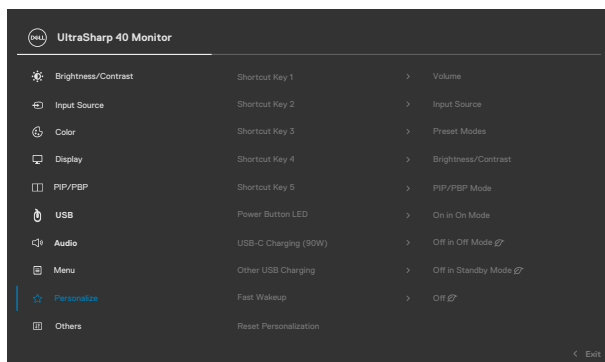 DELL UltraSharp 40 Monitor
Brightness/Contrast Shortcut Key 1 > Volume
Input Source Shortcut Key 2 > Input Source
Color Shortcut Key 3 > Preset Modes
Display Shortcut Key 4 > Brightness/Contrast
PIP/PBP Shortcut Key 5 > PIP/PBP Mode
USB Power Button LED > On in On Mode
Audio USB-C Charging (90W) > Off in Off Mode
Menu Other USB Charging > Off in Standby Mode
Personalize Fast Wakeup > Off
Others Reset Personalization
< Exit